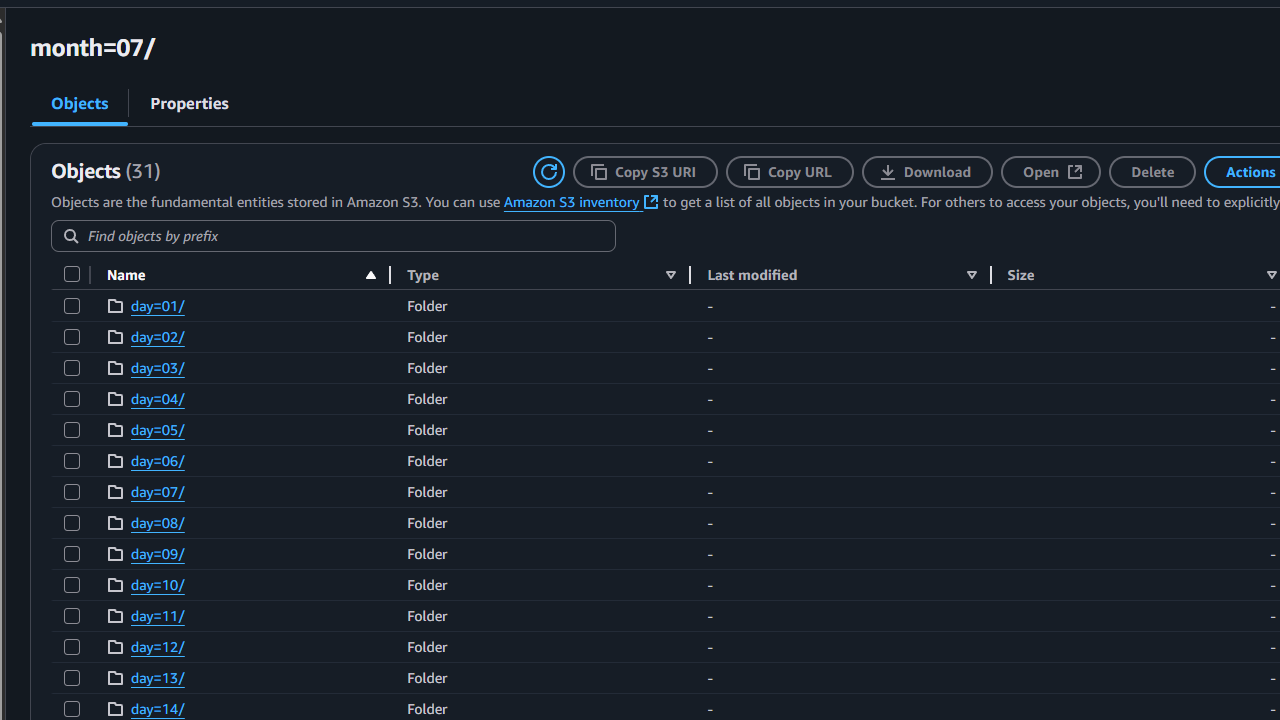 month=07/
Objects Properties
Objects (31) Copy S3 URI Copy URL Download Open Delete Actions
Objects are the fundamental entities stored in Amazon S3. You can use Amazon S3 inventory to get a list of all objects in your bucket. For others to access your objects, you'll need to explicitly
Find objects by prefix
Name Type Last modified Size
day=01/ Folder - -
day=02/ Folder - -
day=03/ Folder - -
day=04/ Folder - -
day=05/ Folder - -
day=06/ Folder - -
day=07/ Folder - -
day=08/ Folder - -
day=09/ Folder - -
day=10/ Folder - -
day=11/ Folder - -
day=12/ Folder - -
day=13/ Folder - -
day=14/ Folder - -